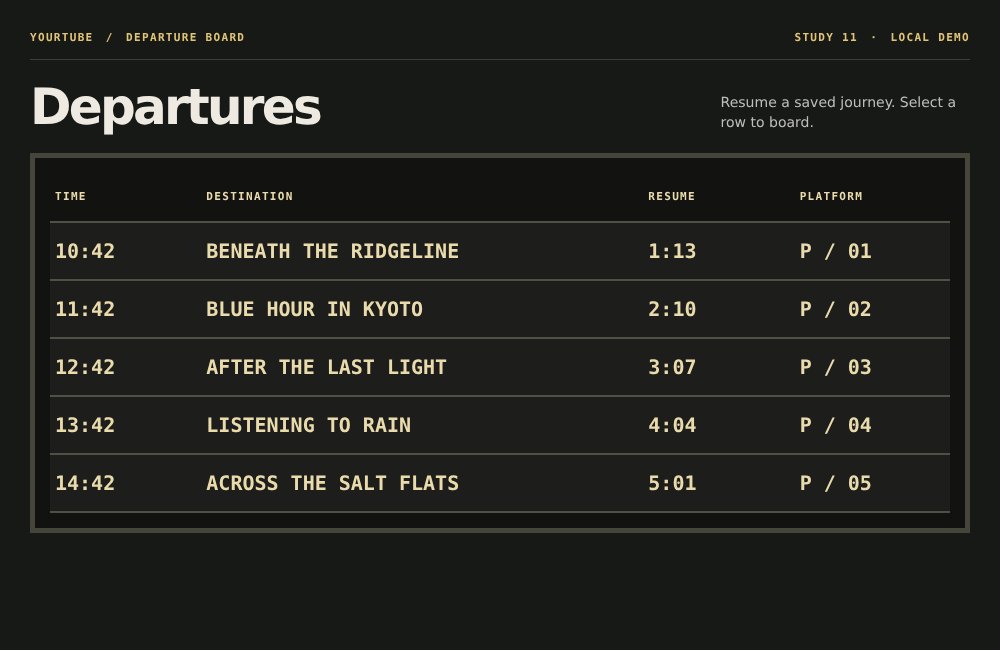 YOURTUBE / DEPARTURE BOARD STUDY 11 · LOCAL DEMO
Departures
Resume a saved journey. Select a
row to board.
TIME DESTINATION RESUME PLATFORM
10:42 BENEATH THE RIDGELINE 1:13 P / 01
11:42 BLUE HOUR IN KYOTO 2:10 P / 02
12:42 AFTER THE LAST LIGHT 3:07 P / 03
13:42 LISTENING TO RAIN 4:04 P / 04
14:42 ACROSS THE SALT FLATS 5:01 P / 05